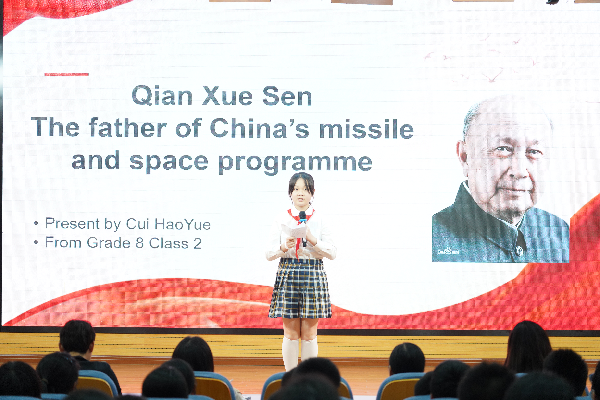 Qian Xue Sen
The father of China's missile
and space programme
• Present by Cui HaoYue
• From Grade 8 Class 2